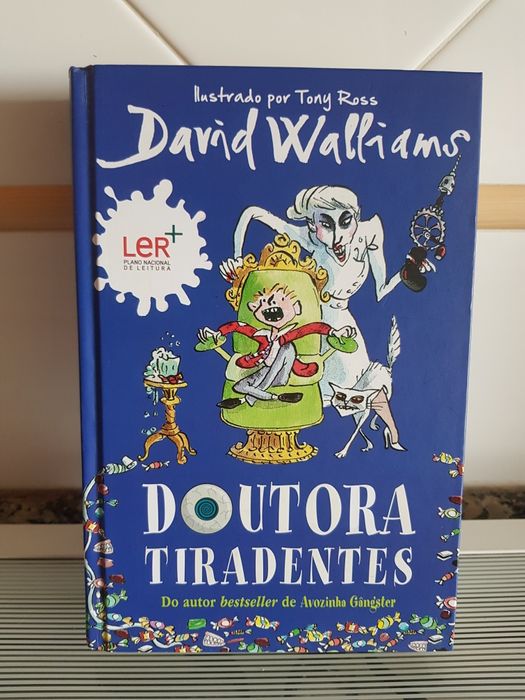 Ilustrado por Tony Ross
David Walliams
LeR+
PLANO NACIONAL
DE LEITURA
DOUTORA
TIRADENTES
Do autor bestseller de Avozinha Gângster